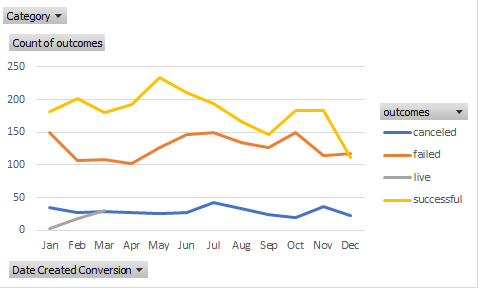 Category
Count of outcomes
250
200
150
100
50
0
Jan Feb Mar Apr May Jun Jul Aug Sep Oct Nov Dec
outcomes
canceled
failed
live
successful
Date Created Conversion